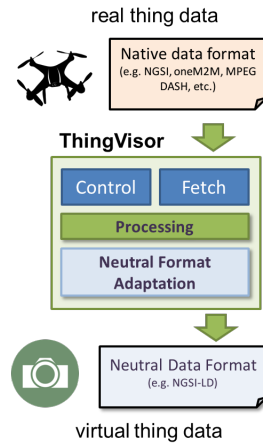 real thing data
Native data format
(e.g. NGSI, oneM2M, MPEG
DASH, etc.)
ThingVisor
Control
Fetch
Processing
Neutral Format
Adaptation
Neutral Data Format
(e.g. NGSI-LD)
virtual thing data